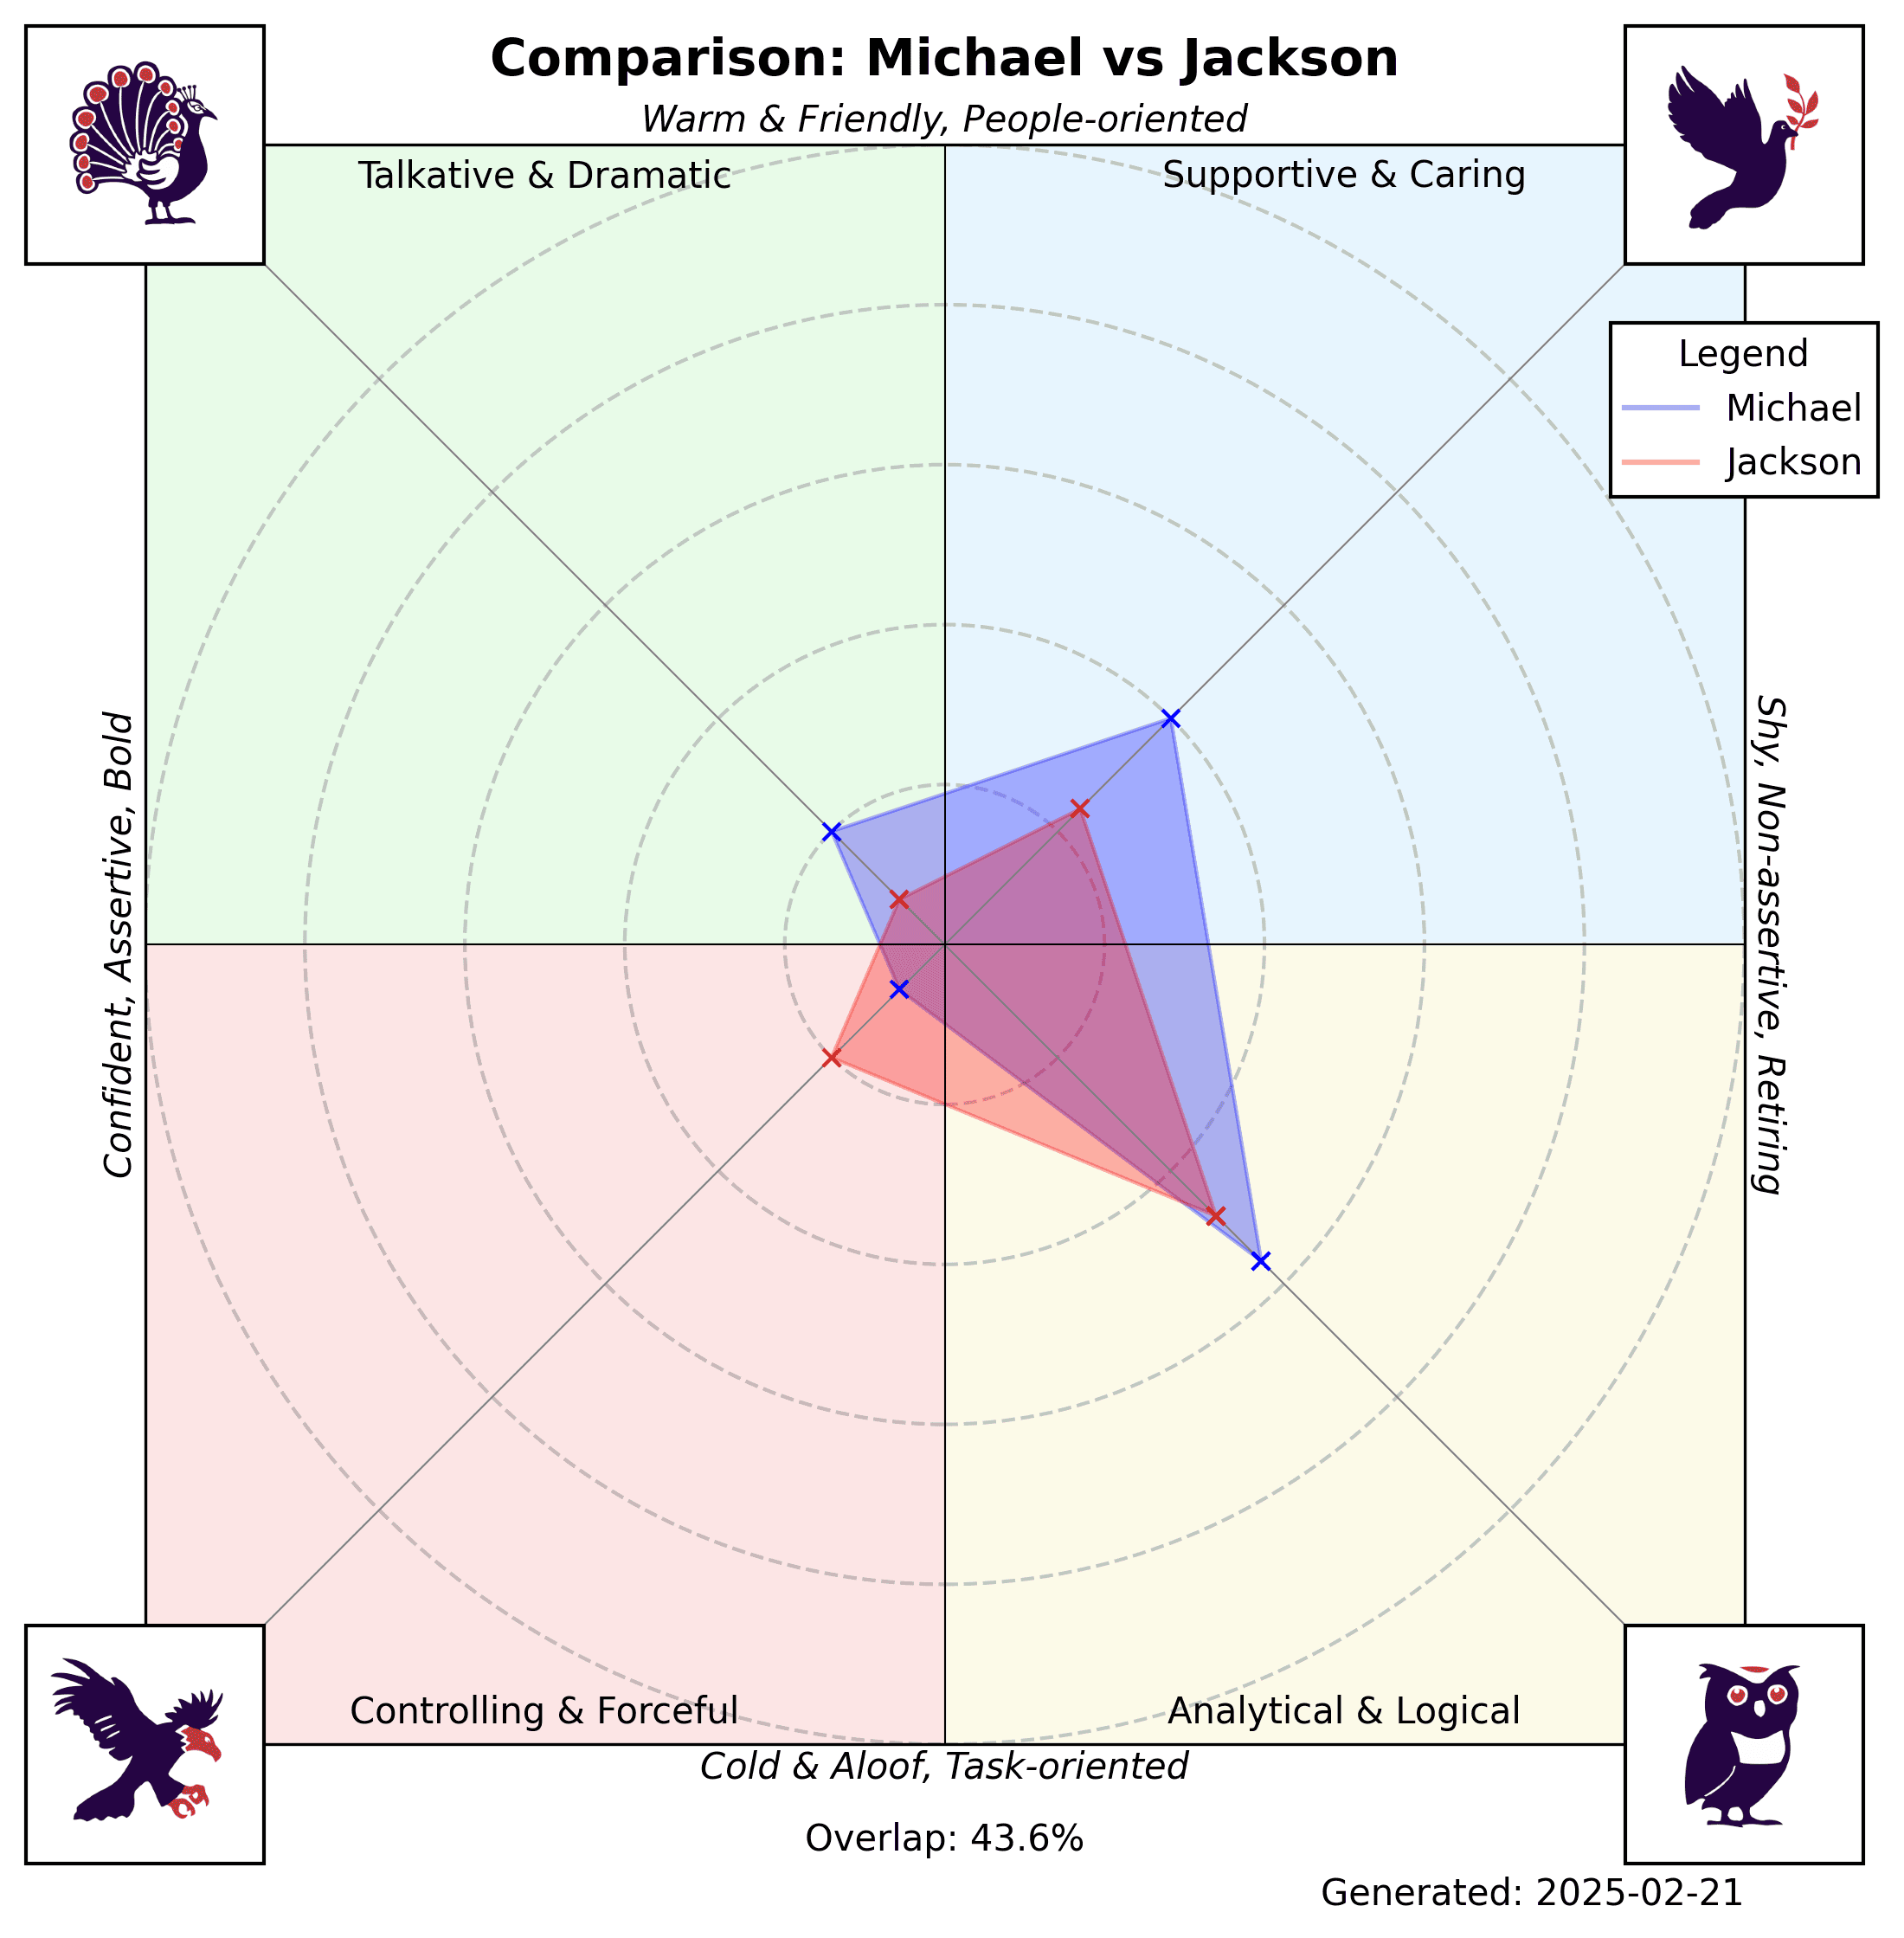 Comparison: Michael vs Jackson
Warm & Friendly, People-oriented
Talkative & Dramatic
Supportive & Caring
Legend
Michael
Jackson
Confident, Assertive, Bold
Shy, Non-assertive, Retiring
Controlling & Forceful
Analytical & Logical
Cold & Aloof, Task-oriented
Overlap: 43.6%
Generated: 2025-02-21